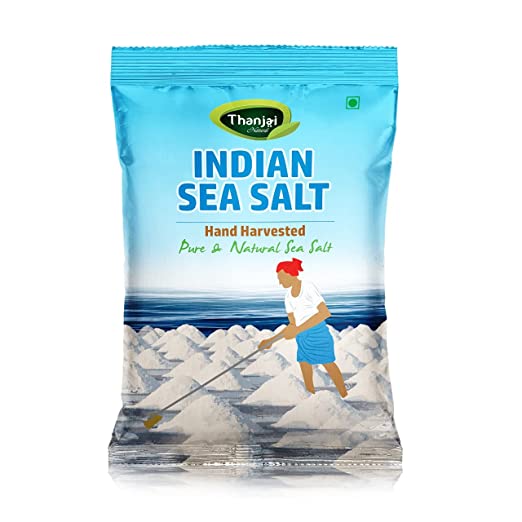 Thanjai
Natural
INDIAN
SEA SALT
Hand Harvested
Pure & Natural Sea Salt